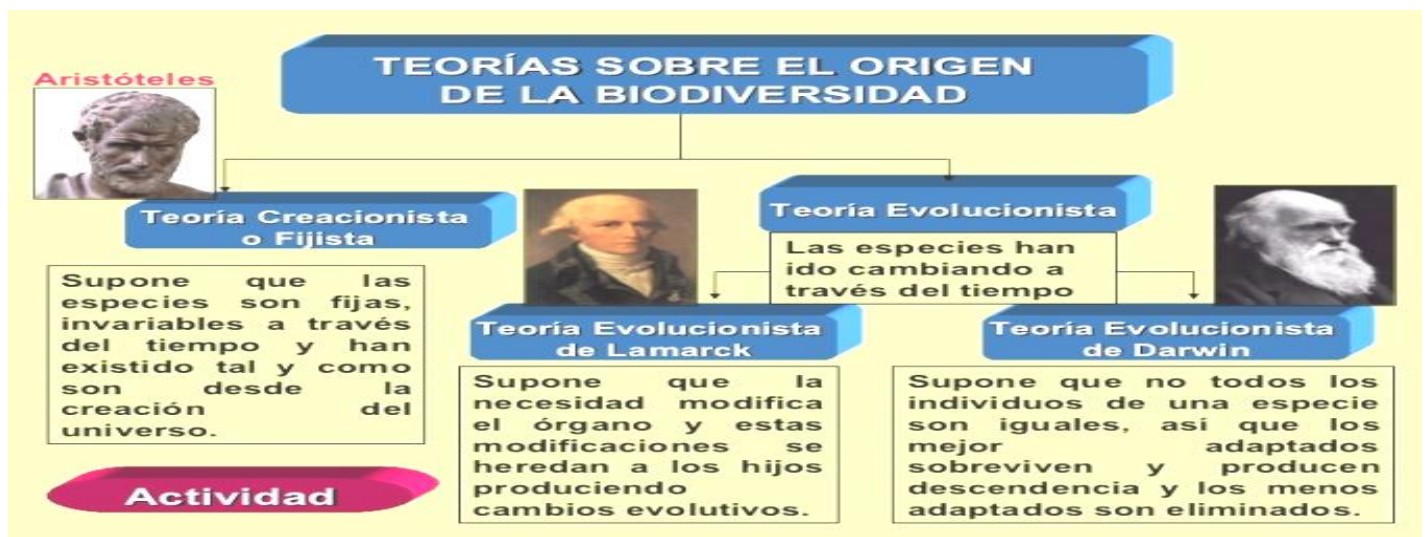 TEORÍAS SOBRE EL ORIGEN
DE LA BIODIVERSIDAD
Aristóteles
Teoría Creacionista
o Fijista
Supone que las
especies son fijas,
invariables a través
del tiempo y han
existido tal y como
son desde la
creación del
universo.
Actividad
Teoría Evolucionista
Las especies han
ido cambiando a
través del tiempo
Teoría Evolucionista
de Lamarck
Supone que la
necesidad modifica
el órgano y estas
modificaciones se
heredan a los hijos
produciendo
cambios evolutivos.
Teoría Evolucionista
de Darwin
Supone que no todos los
individuos de una especie
son iguales, así que los
mejor adaptados
sobreviven y producen
descendencia y los menos
adaptados son eliminados.